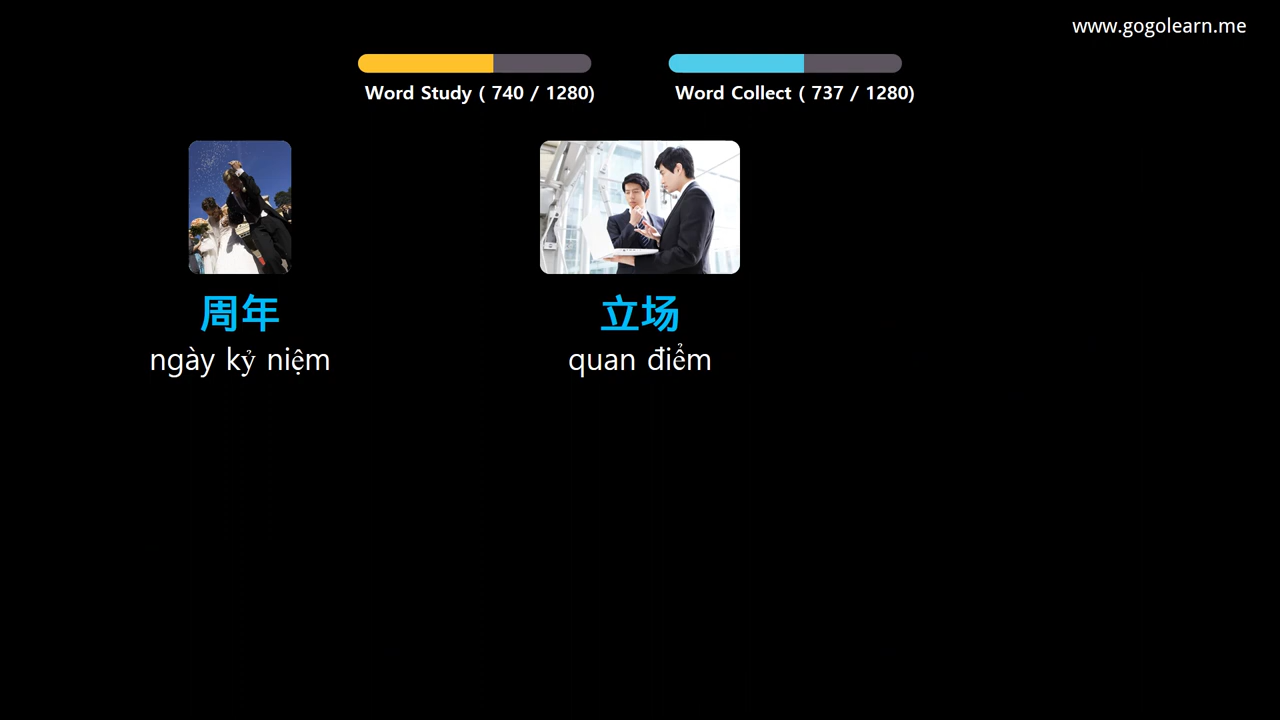 www.gogolearn.me
Word Study ( 740 / 1280)
Word Collect ( 737 / 1280)
周年
ngày kỷ niệm
立场
quan điểm